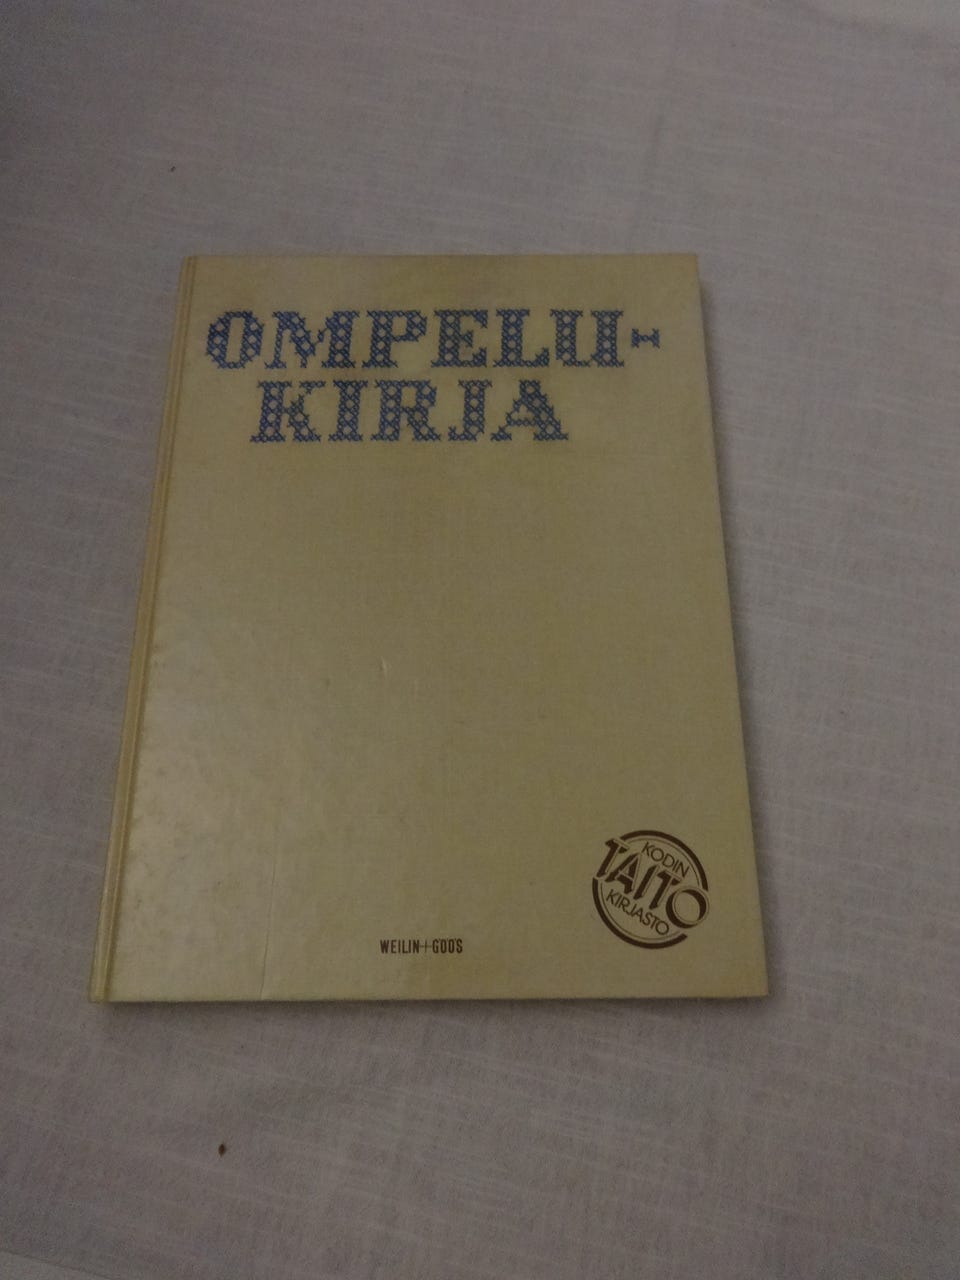 OMPELU-
KIRJA
KODIN
TAITO
KIRJASTO
WEILIN+GÖÖS